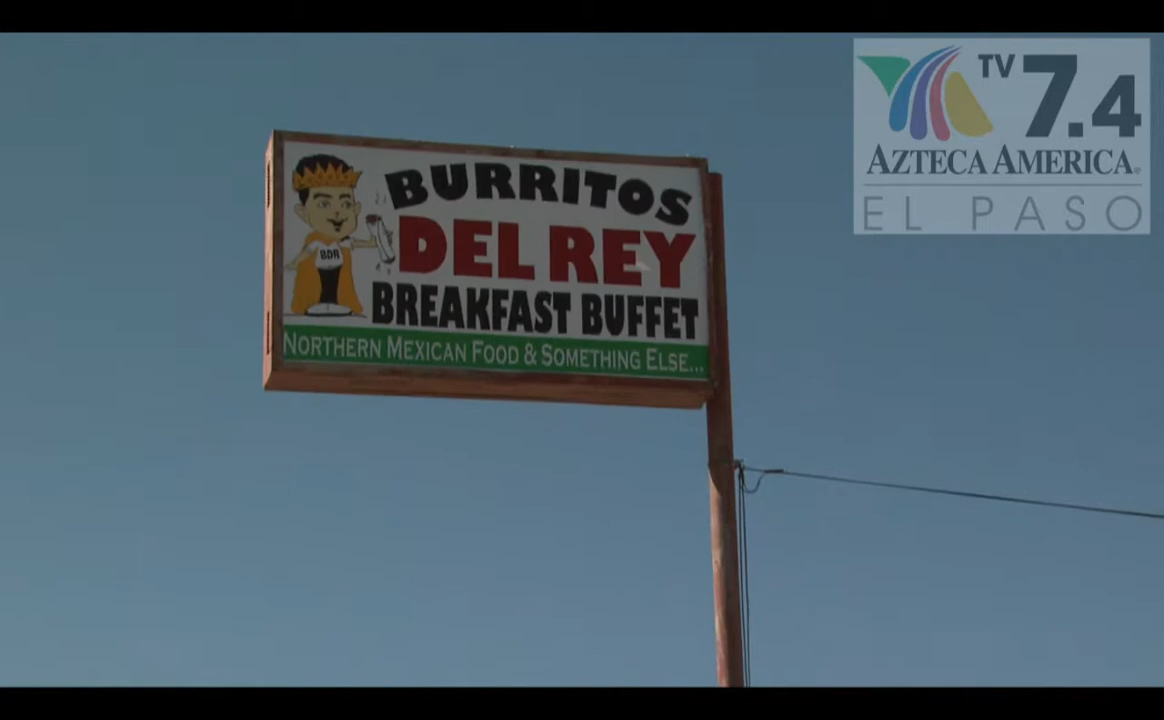 TV 7.4
AZTECA AMERICA®
EL PASO
BURRITOS
DEL REY
BREAKFAST BUFFET
NORTHERN MEXICAN FOOD & SOMETHING ELSE...
BDR